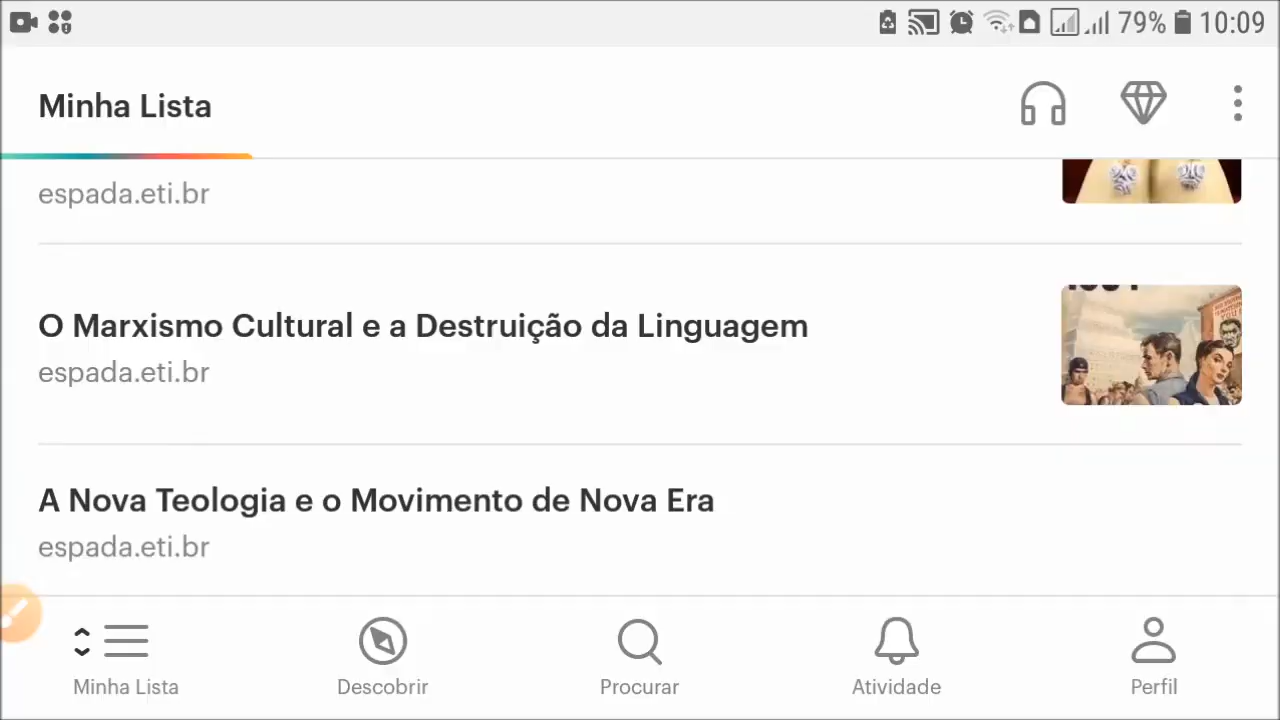 79% 10:09
Minha Lista
espada.eti.br
O Marxismo Cultural e a Destruição da Linguagem
espada.eti.br
A Nova Teologia e o Movimento de Nova Era
espada.eti.br
Minha Lista Descobrir Procurar Atividade Perfil